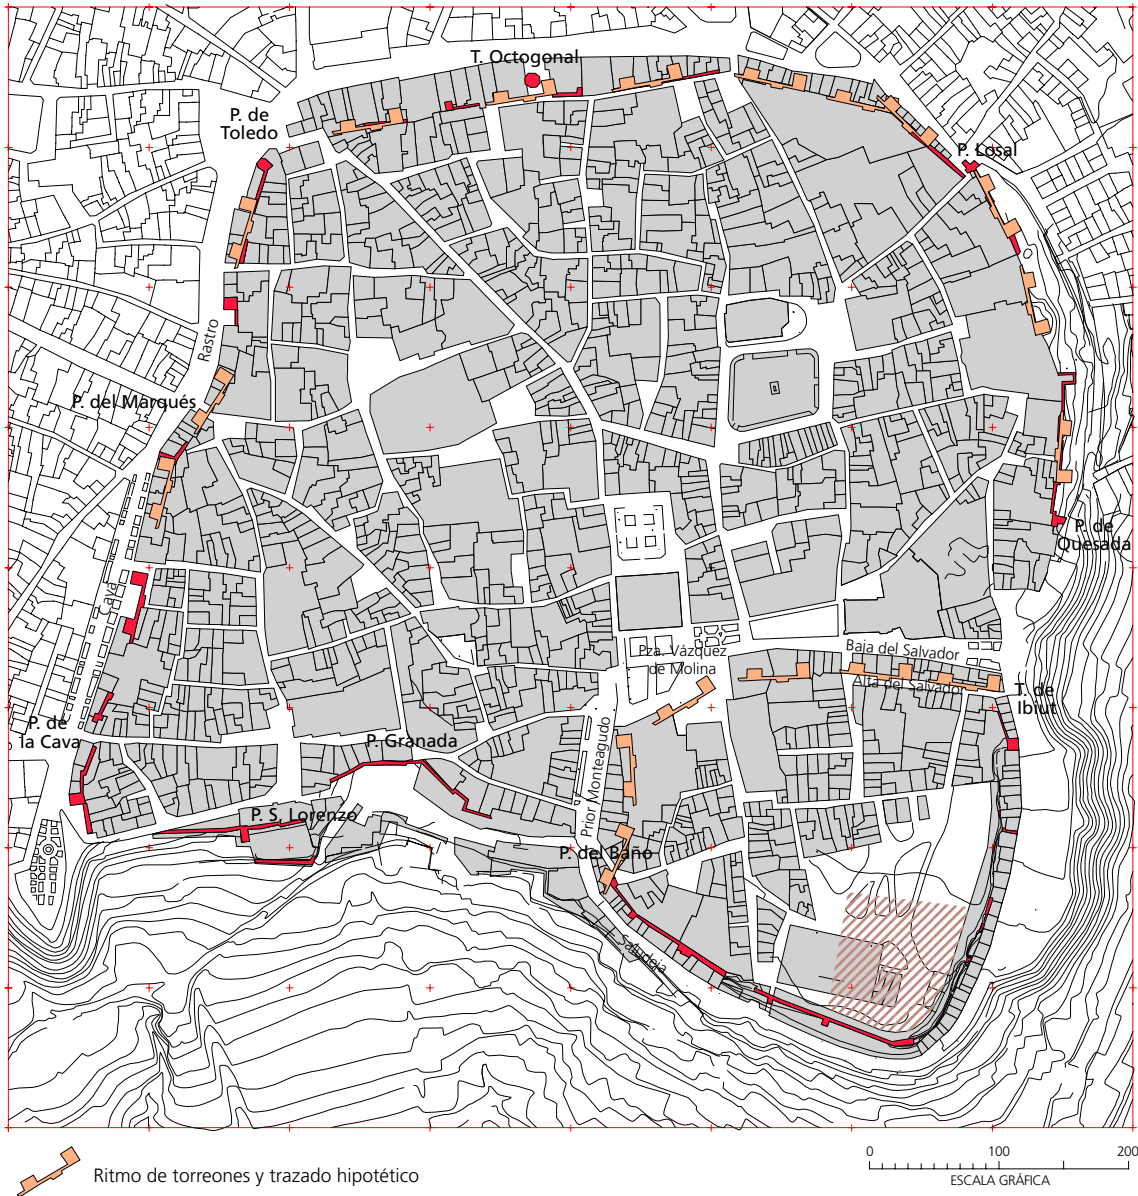 T. Octogonal
P. de
Toledo
P. Losal
Rastro
P. del Marqués
P. de
Quesada
Cava
Baja del Salvador
Pza. Vázquez
de Molina
Alta del Salvador
T. de
Ibiut
P. de
la Cava
P. Granada
Prior Monteagudo
P. S. Lorenzo
P. del Baño
Saludeja
Ritmo de torreones y trazado hipotético
0 100 200
ESCALA GRÁFICA